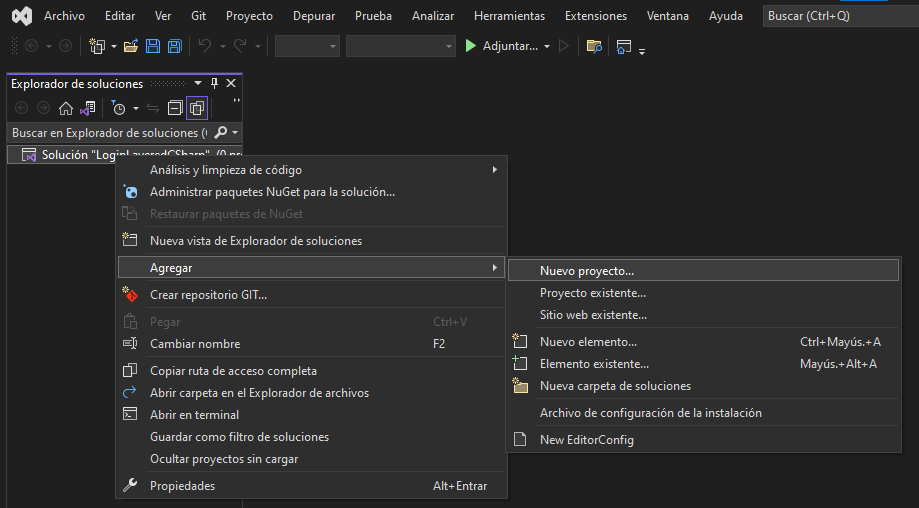 Archivo Editar Ver Git Proyecto Depurar Prueba Analizar Herramientas Extensiones Ventana Ayuda Buscar (Ctrl+Q)
Adjuntar...
Explorador de soluciones
Buscar en Explorador de soluciones (
Solución "LoginLayeredCSharp" (0 pr
Análisis y limpieza de código
Administrar paquetes NuGet para la solución...
Restaurar paquetes de NuGet
Nueva vista de Explorador de soluciones
Agregar
Crear repositorio GIT...
Pegar Ctrl+V
Cambiar nombre F2
Copiar ruta de acceso completa
Abrir carpeta en el Explorador de archivos
Abrir en terminal
Guardar como filtro de soluciones
Ocultar proyectos sin cargar
Propiedades Alt+Entrar
Nuevo proyecto...
Proyecto existente...
Sitio web existente...
Nuevo elemento... Ctrl+Mayús.+A
Elemento existente... Mayús.+Alt+A
Nueva carpeta de soluciones
Archivo de configuración de la instalación
New EditorConfig